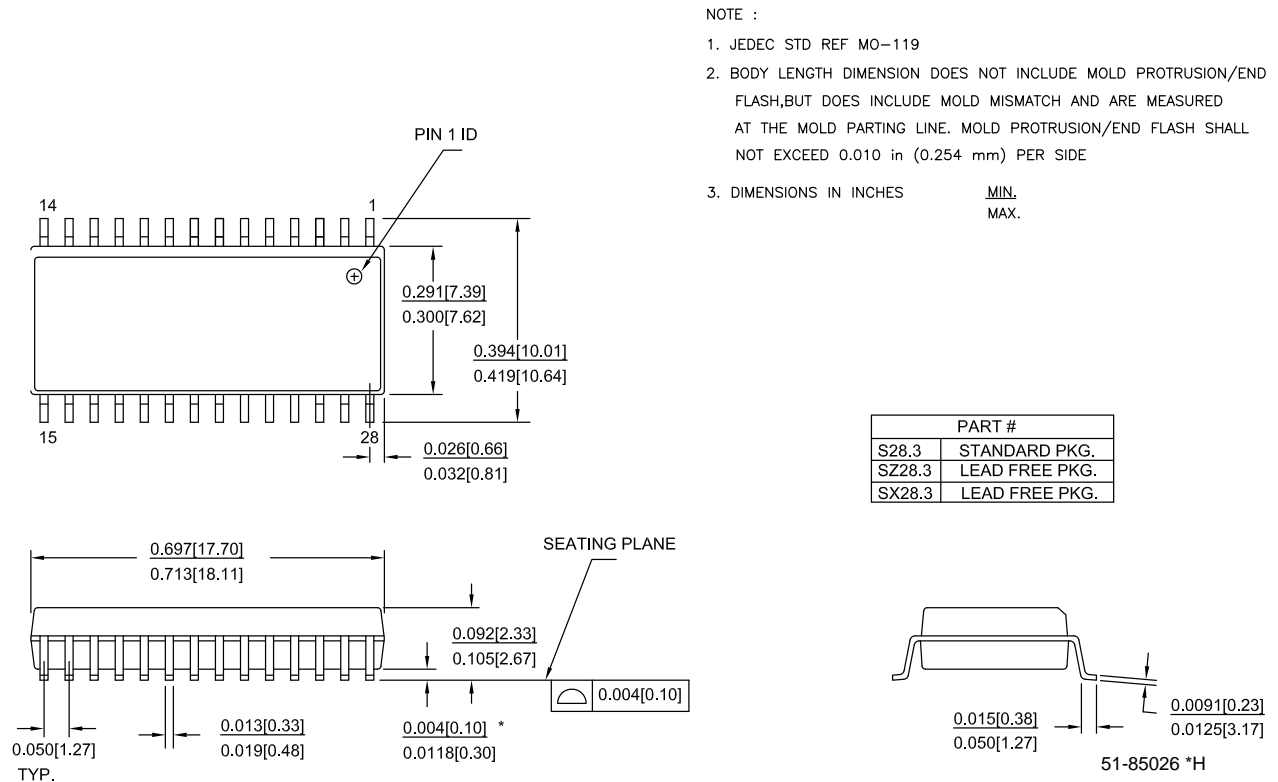 NOTE :
1. JEDEC STD REF MO-119
2. BODY LENGTH DIMENSION DOES NOT INCLUDE MOLD PROTRUSION/END
FLASH,BUT DOES INCLUDE MOLD MISMATCH AND ARE MEASURED
AT THE MOLD PARTING LINE. MOLD PROTRUSION/END FLASH SHALL
NOT EXCEED 0.010 in (0.254 mm) PER SIDE
3. DIMENSIONS IN INCHES MIN.
MAX.
PIN 1 ID
14 1
0.291[7.39]
0.300[7.62]
0.394[10.01]
0.419[10.64]
15 28
0.026[0.66]
0.032[0.81]
PART #
S28.3 STANDARD PKG.
SZ28.3 LEAD FREE PKG.
SX28.3 LEAD FREE PKG.
0.697[17.70]
0.713[18.11]
SEATING PLANE
0.092[2.33]
0.105[2.67]
0.004[0.10]
0.050[1.27]
TYP.
0.013[0.33]
0.019[0.48]
0.004[0.10] *
0.0118[0.30]
0.015[0.38]
0.050[1.27]
0.0091[0.23]
0.0125[3.17]
51-85026 *H